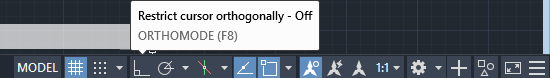 Restrict cursor orthogonally - Off
ORTHOMODE (F8)
MODEL 1:1